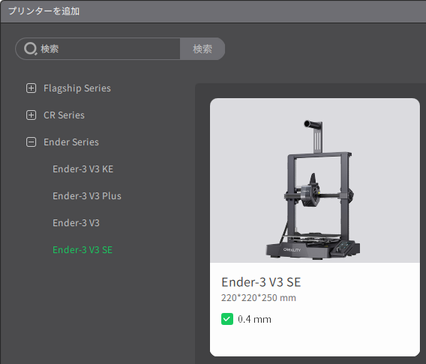 プリンターを追加
検索
検索
Flagship Series
CR Series
Ender Series
Ender-3 V3 KE
Ender-3 V3 Plus
Ender-3 V3
Ender-3 V3 SE
CREALITY
Ender-3 V3 SE
220*220*250 mm
0.4 mm